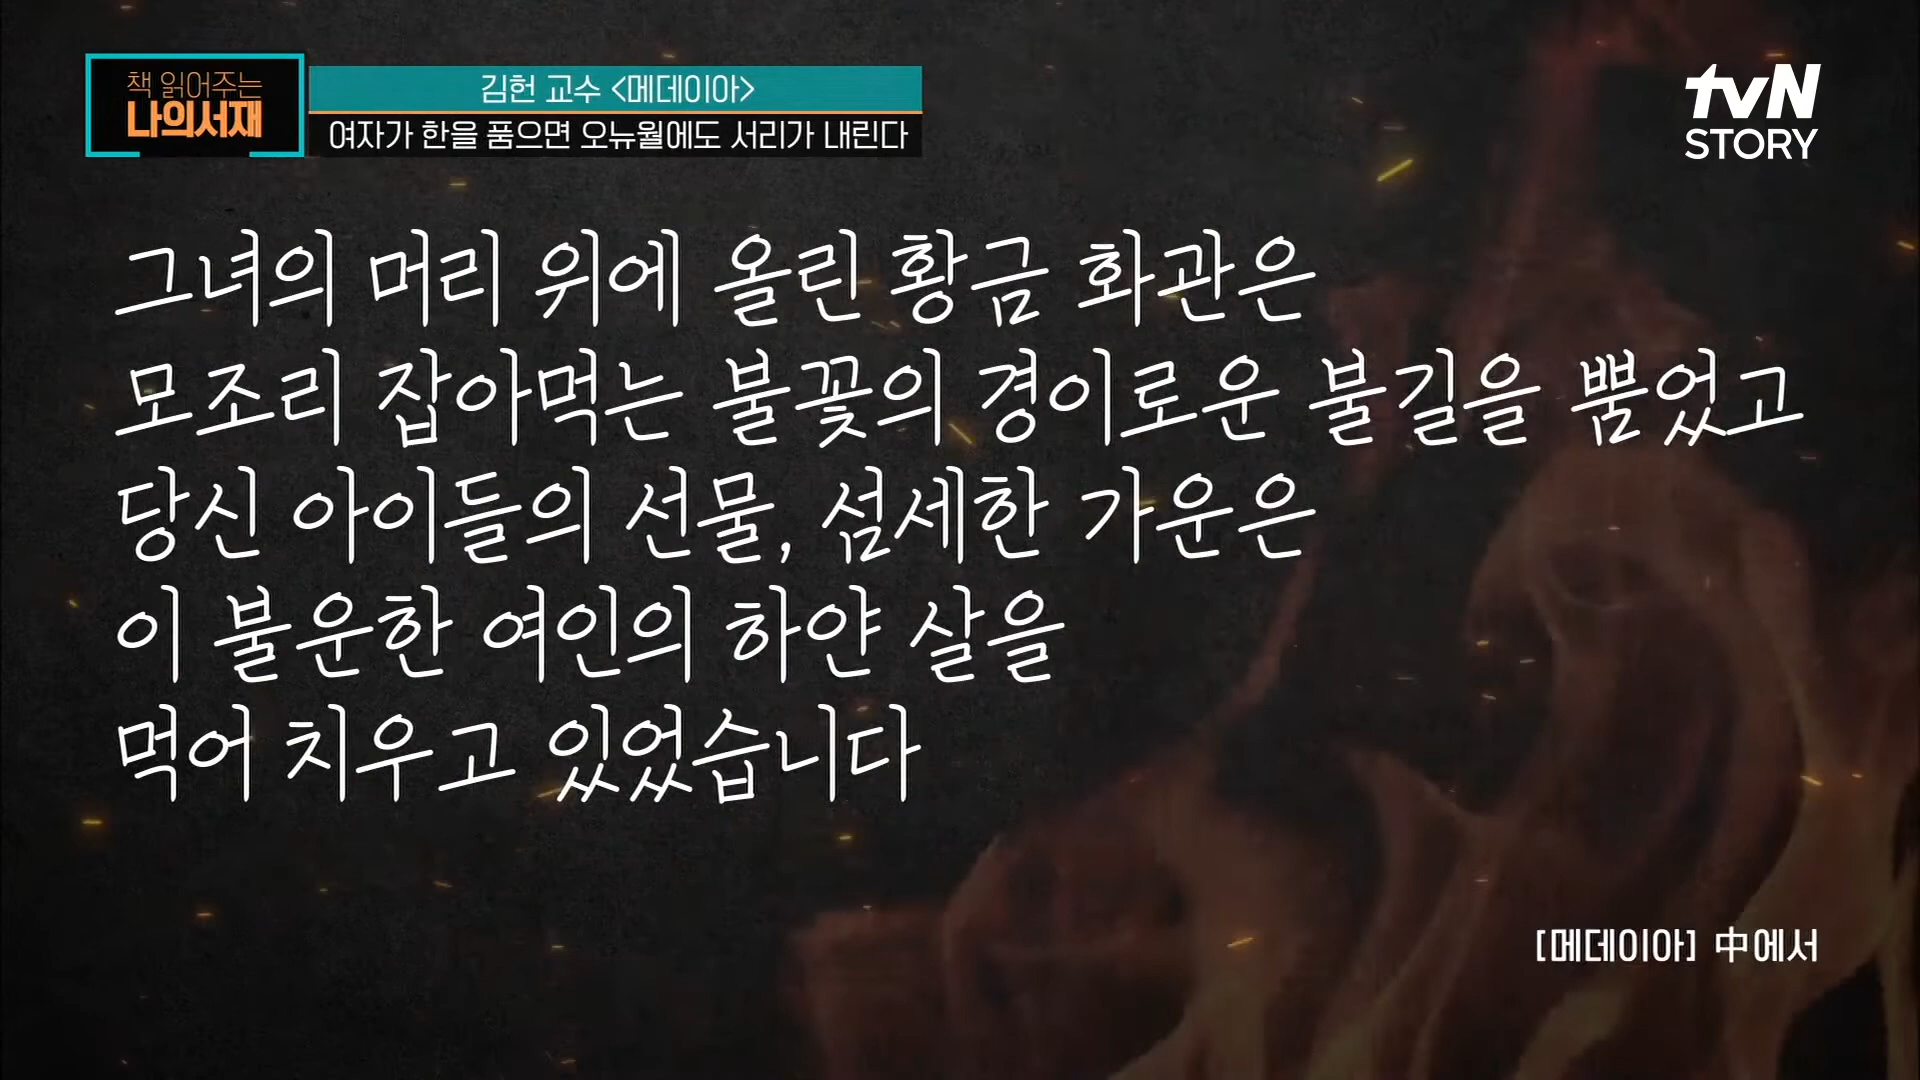 책 읽어주는
나의서재
김헌 교수 <메데이아>
여자가 한을 품으면 오뉴월에도 서리가 내린다
tvN
STORY
그녀의 머리 위에 올린 황금 화관은
모조리 잡아먹는 불꽃의 경이로운 불길을 뿜었고
당신 아이들의 선물, 섬세한 가운은
이 불운한 여인의 하얀 살을
먹어 치우고 있었습니다
[메데이아] 中에서